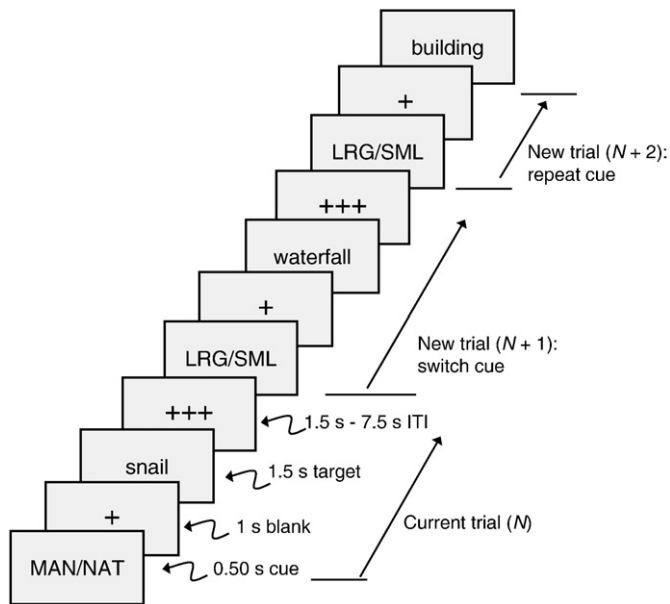 building
+
LRG/SML
New trial (N + 2):
repeat cue
+++
waterfall
+
LRG/SML
New trial (N + 1):
switch cue
+++
1.5 s - 7.5 s ITI
snail
1.5 s target
+
1 s blank
Current trial (N)
MAN/NAT
0.50 s cue